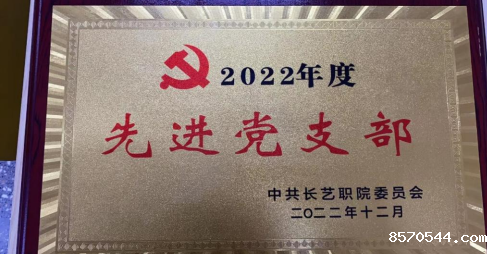 2022年度
先进党支部
中共长艺职院委员会
二〇二二年十二月
8570544.com